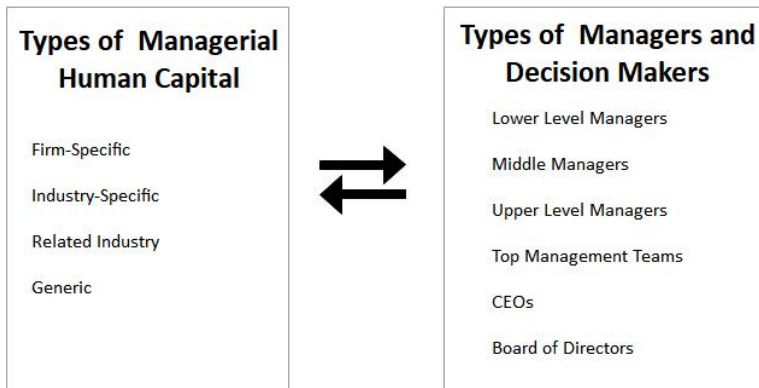 Types of Managerial
Human Capital
Firm-Specific
Industry-Specific
Related Industry
Generic
Types of Managers and
Decision Makers
Lower Level Managers
Middle Managers
Upper Level Managers
Top Management Teams
CEOs
Board of Directors